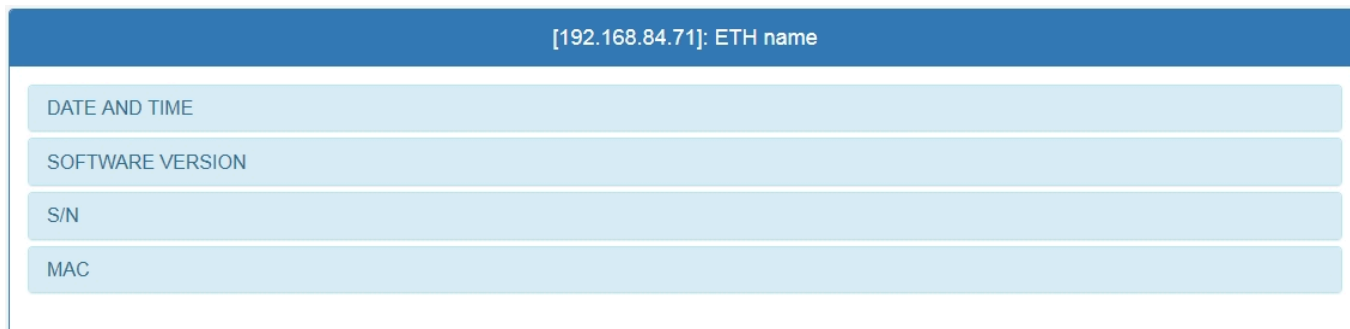 [192.168.84.71]: ETH name
DATE AND TIME
SOFTWARE VERSION
S/N
MAC